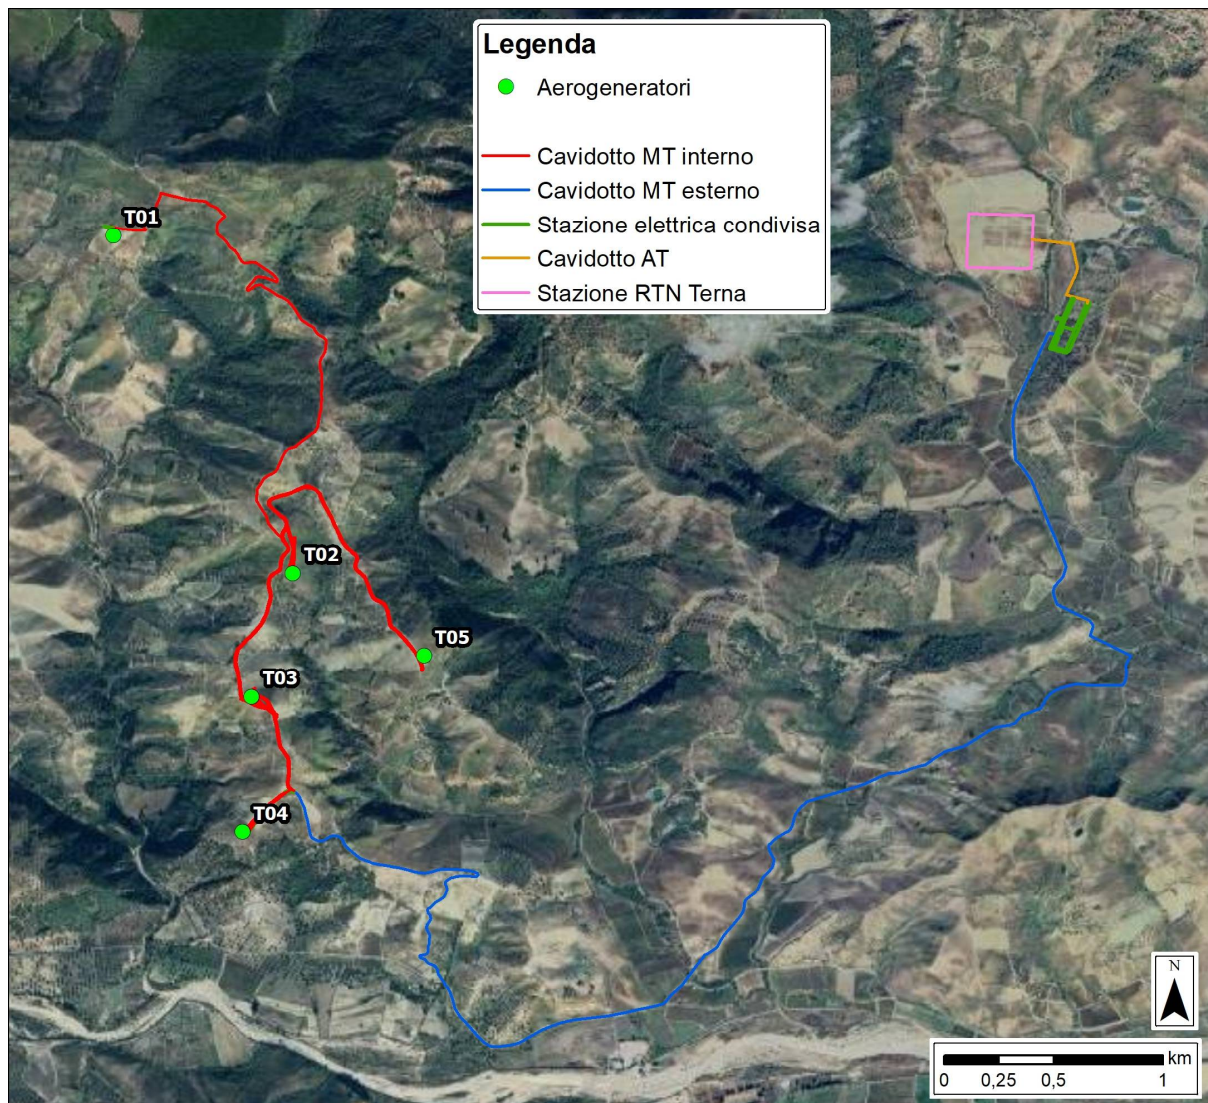 Legenda
Aerogeneratori
Cavidotto MT interno
Cavidotto MT esterno
Stazione elettrica condivisa
Cavidotto AT
Stazione RTN Terna
T01
T02
T05
T03
T04
N
km
0 0,25 0,5 1